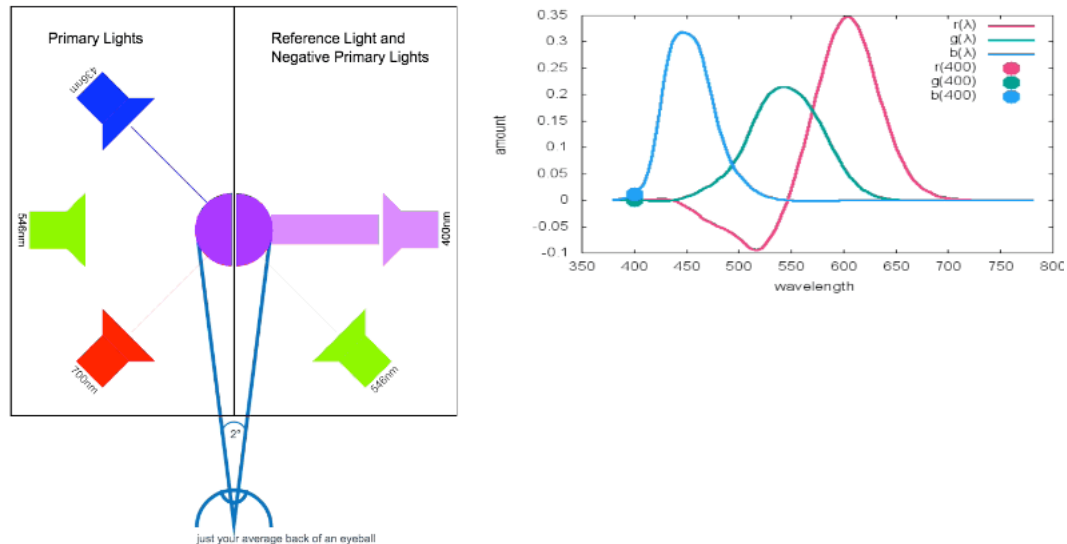 Primary Lights
Reference Light and
Negative Primary Lights
436nm
546nm
400nm
700nm
546nm
2°
just your average back of an eyeball
0.35
0.3
0.25
0.2
0.15
0.1
0.05
0
-0.05
-0.1
amount
350 400 450 500 550 600 650 700 750 800
wavelength
r(λ)
g(λ)
b(λ)
r(400)
g(400)
b(400)